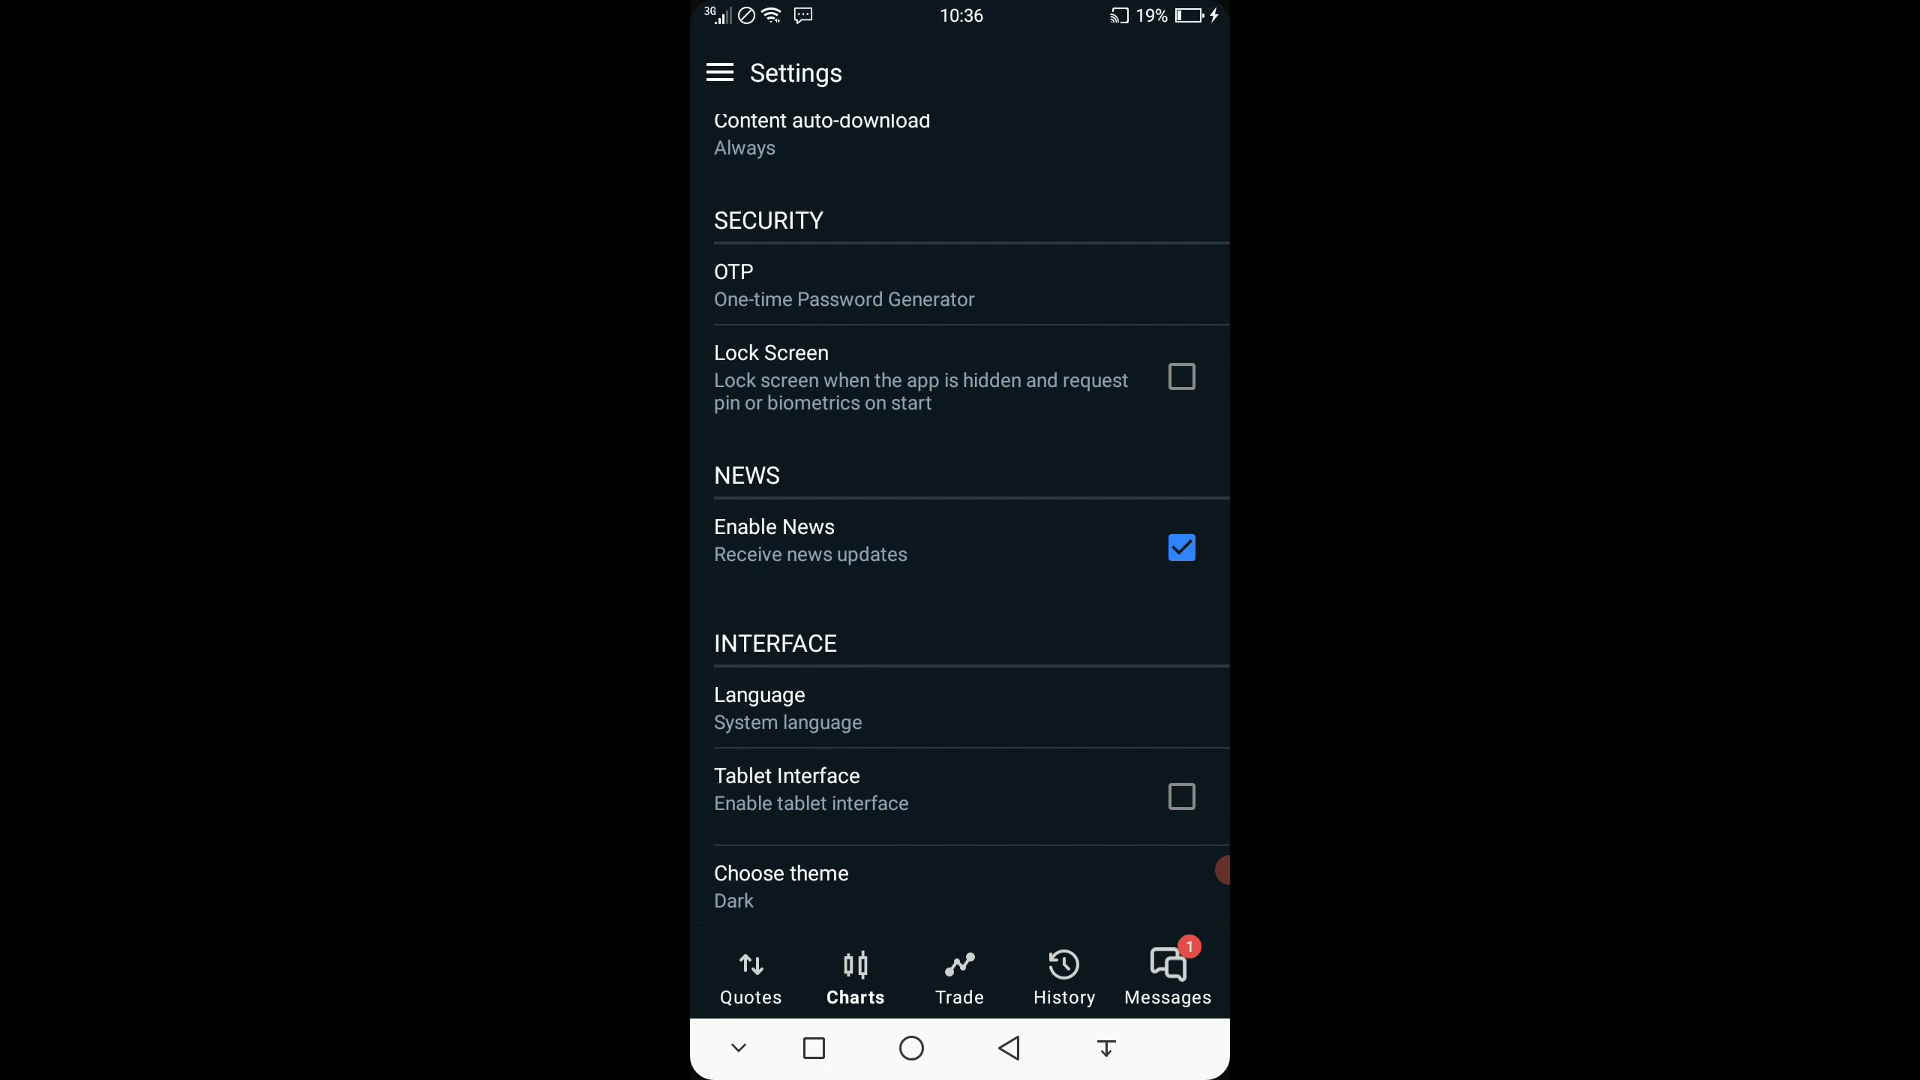 3G 10:36 19%
Settings
Content auto-download
Always
SECURITY
OTP
One-time Password Generator
Lock Screen
Lock screen when the app is hidden and request
pin or biometrics on start
NEWS
Enable News
Receive news updates
INTERFACE
Language
System language
Tablet Interface
Enable tablet interface
Choose theme
Dark
1
Quotes Charts Trade History Messages